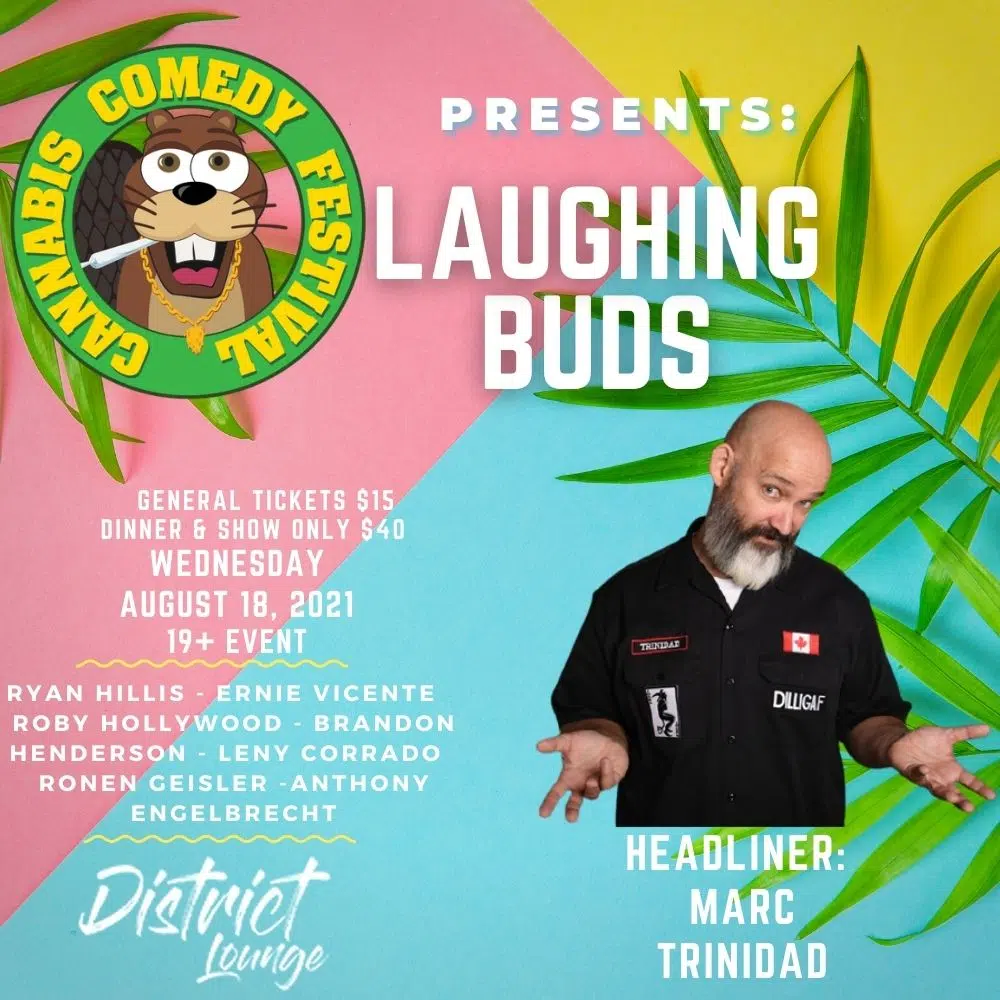 CANNABIS COMEDY FESTIVAL
PRESENTS:
LAUGHING
BUDS
GENERAL TICKETS $15
DINNER & SHOW ONLY $40
WEDNESDAY
AUGUST 18, 2021
19+ EVENT
RYAN HILLIS - ERNIE VICENTE
ROBY HOLLYWOOD - BRANDON
HENDERSON - LENY CORRADO
RONEN GEISLER -ANTHONY
ENGELBRECHT
District
Lounge
TRINIDAD
DILLIGAF
HEADLINER:
MARC
TRINIDAD